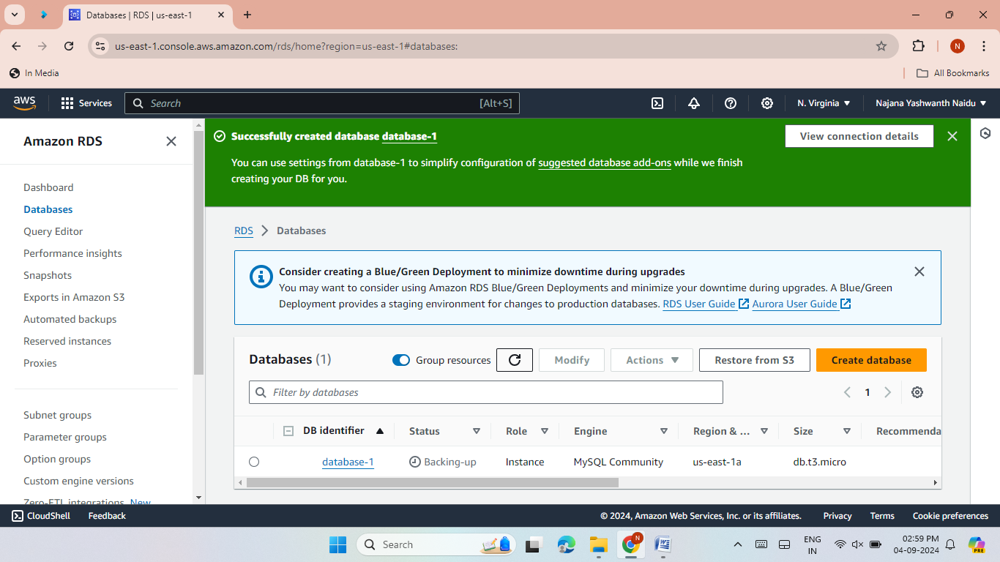 Databases | RDS | us-east-1
us-east-1.console.aws.amazon.com/rds/home?region=us-east-1#databases:
N
In Media
All Bookmarks
aws
Services
Search
[Alt+S]
N. Virginia
Najana Yashwanth Naidu
Amazon RDS
Dashboard
Databases
Query Editor
Performance insights
Snapshots
Exports in Amazon S3
Automated backups
Reserved instances
Proxies
Subnet groups
Parameter groups
Option groups
Custom engine versions
Zero-ETL integrations New
Successfully created database database-1
View connection details
You can use settings from database-1 to simplify configuration of suggested database add-ons while we finish
creating your DB for you.
RDS > Databases
Consider creating a Blue/Green Deployment to minimize downtime during upgrades
You may want to consider using Amazon RDS Blue/Green Deployments and minimize your downtime during upgrades. A Blue/Green
Deployment provides a staging environment for changes to production databases. RDS User Guide Aurora User Guide
Databases (1)
Group resources
Modify
Actions
Restore from S3
Create database
Filter by databases
1
DB identifier Status Role Engine Region & ... Size Recommenda
database-1 Backing-up Instance MySQL Community us-east-1a db.t3.micro
CloudShell
Feedback
© 2024, Amazon Web Services, Inc. or its affiliates.
Privacy
Terms
Cookie preferences
Search
N
ENG
IN
02:59 PM
04-09-2024
PRE